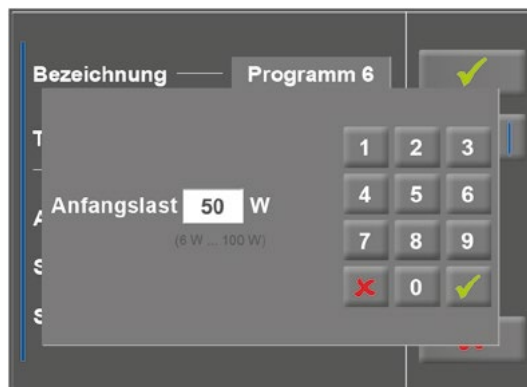 Bezeichnung Programm 6
T
1 2 3
Anfangslast 50 W
4 5 6
A
(6 W ... 100 W)
7 8 9
S
0
S